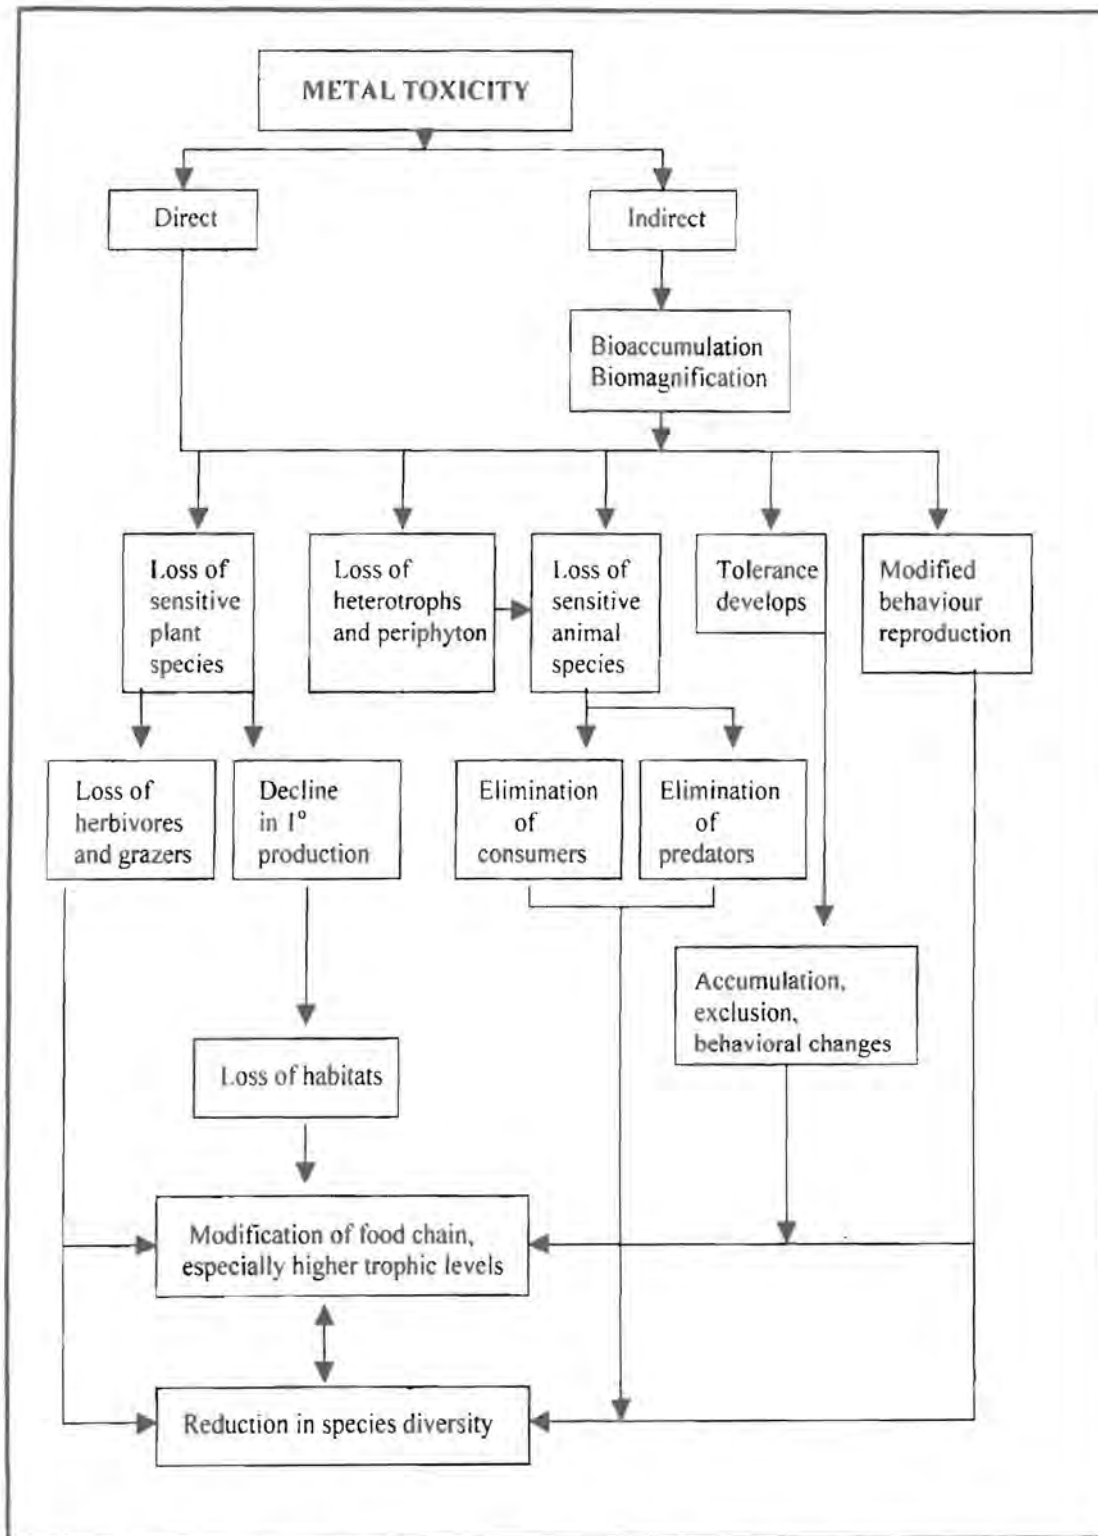 METAL TOXICITY
Direct
Indirect
Bioaccumulation
Biomagnification
Loss of
sensitive
plant
species
Loss of
heterotrophs
and periphyton
Loss of
sensitive
animal
species
Tolerance
develops
Modified
behaviour
reproduction
Loss of
herbivores
and grazers
Decline
in 1°
production
Elimination
of
consumers
Elimination
of
predators
Accumulation,
exclusion,
behavioral changes
Loss of habitats
Modification of food chain,
especially higher trophic levels
Reduction in species diversity